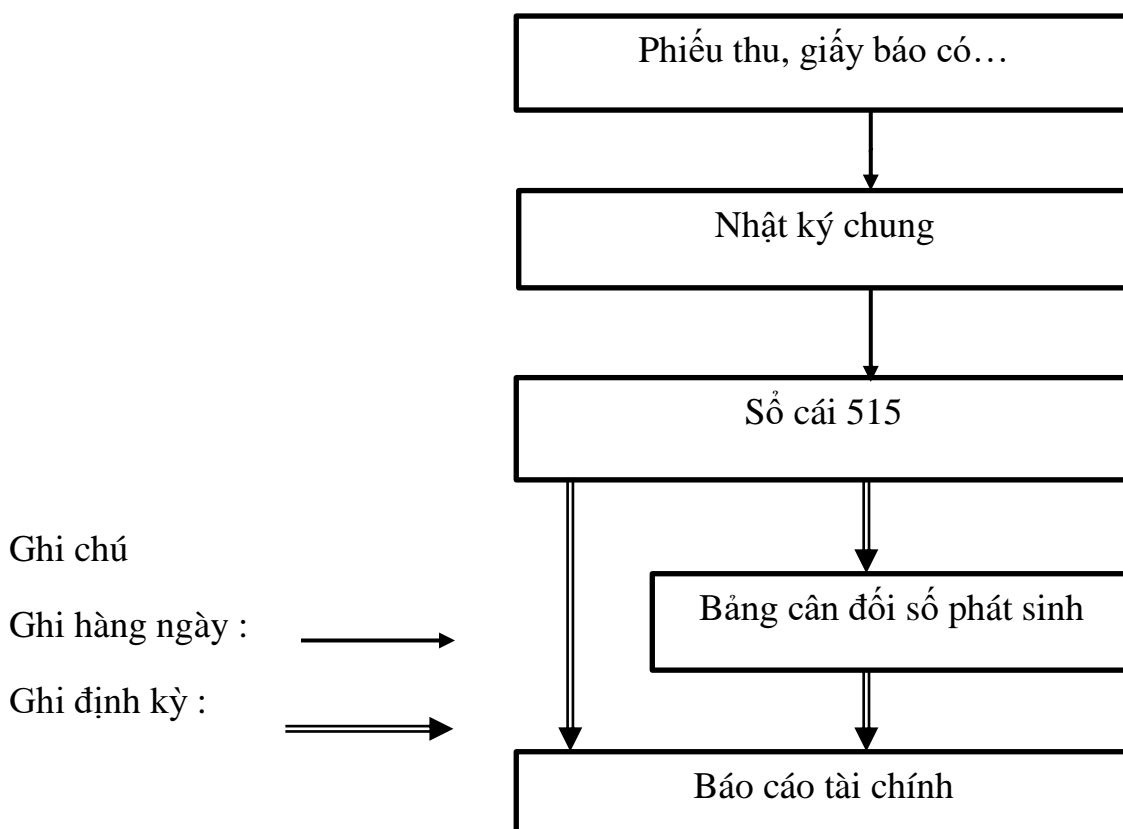 Phiếu thu, giấy báo có…
Nhật ký chung
Sổ cái 515
Ghi chú
Bảng cân đối số phát sinh
Ghi hàng ngày :
Ghi định kỳ :
Báo cáo tài chính